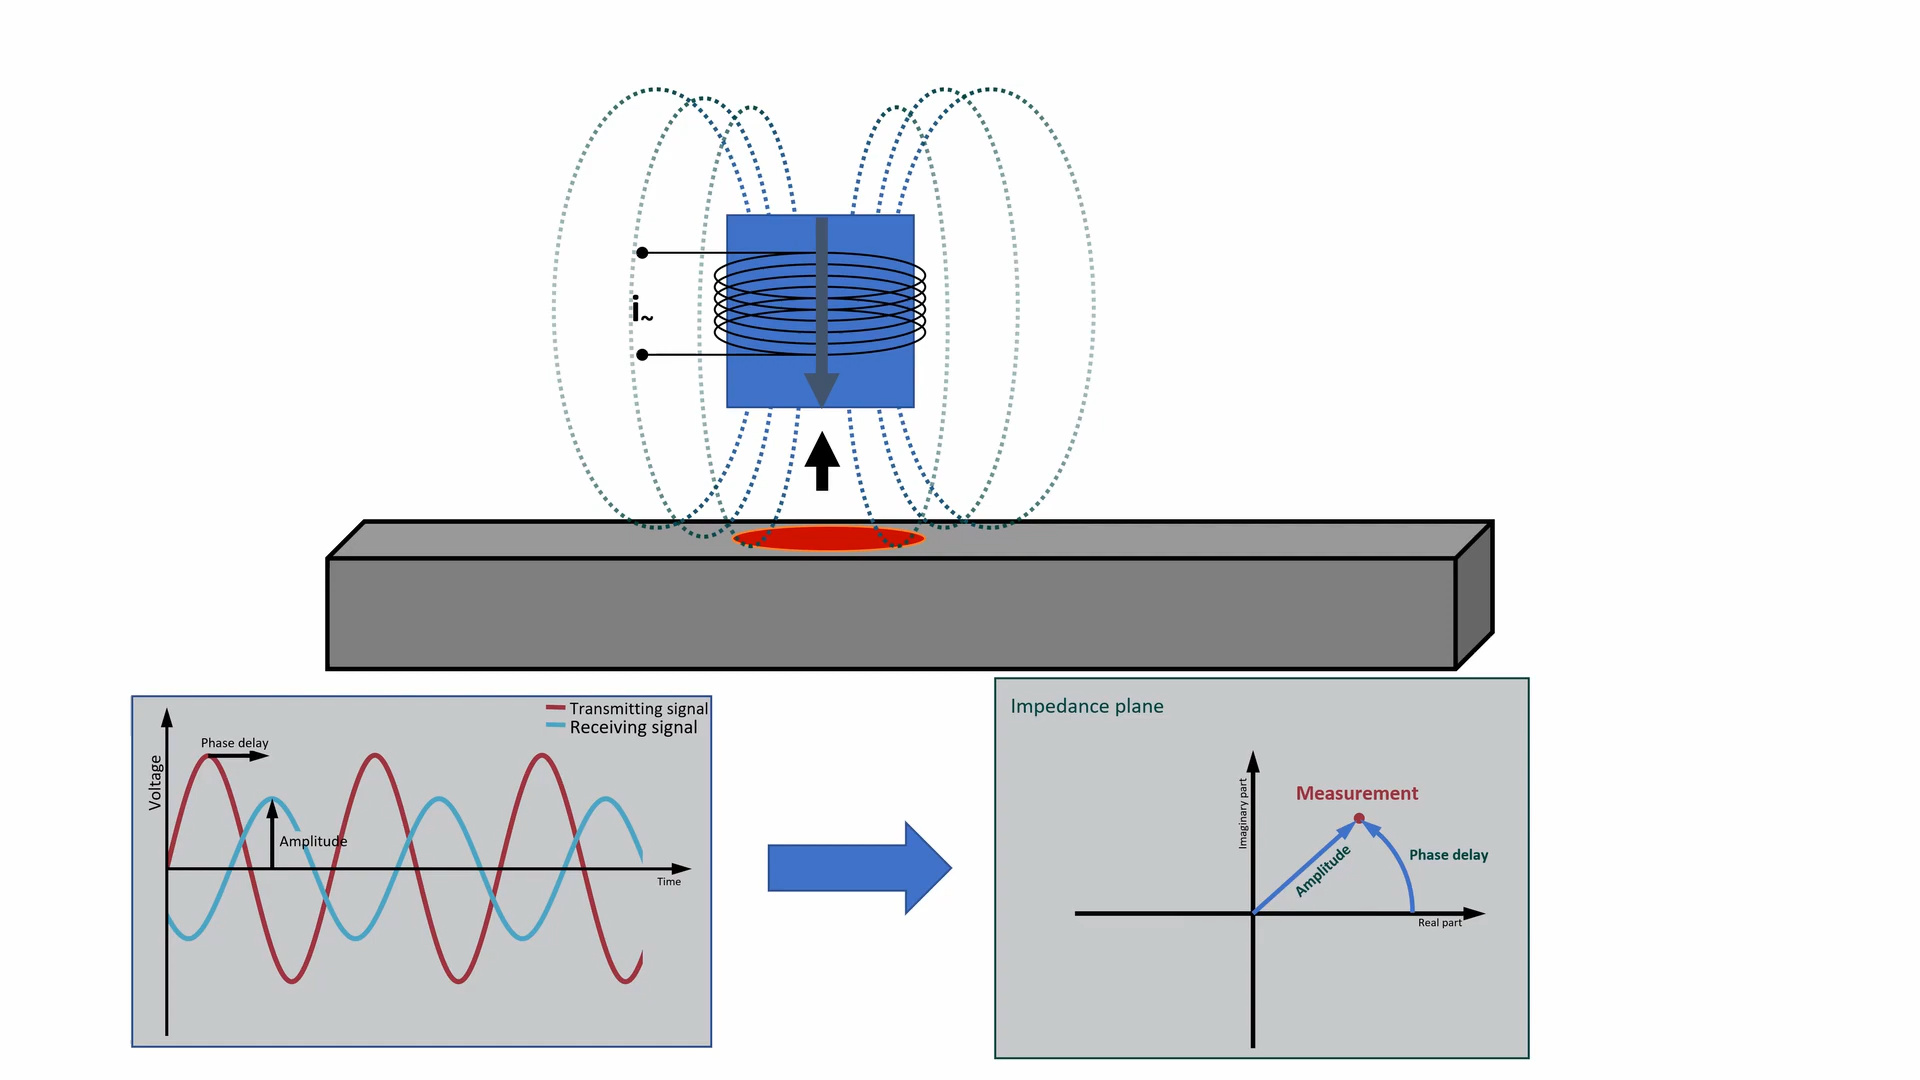 i~
Transmitting signal
Receiving signal
Phase delay
Voltage
Amplitude
Time
Impedance plane
Imaginary part
Measurement
Amplitude
Phase delay
Real part